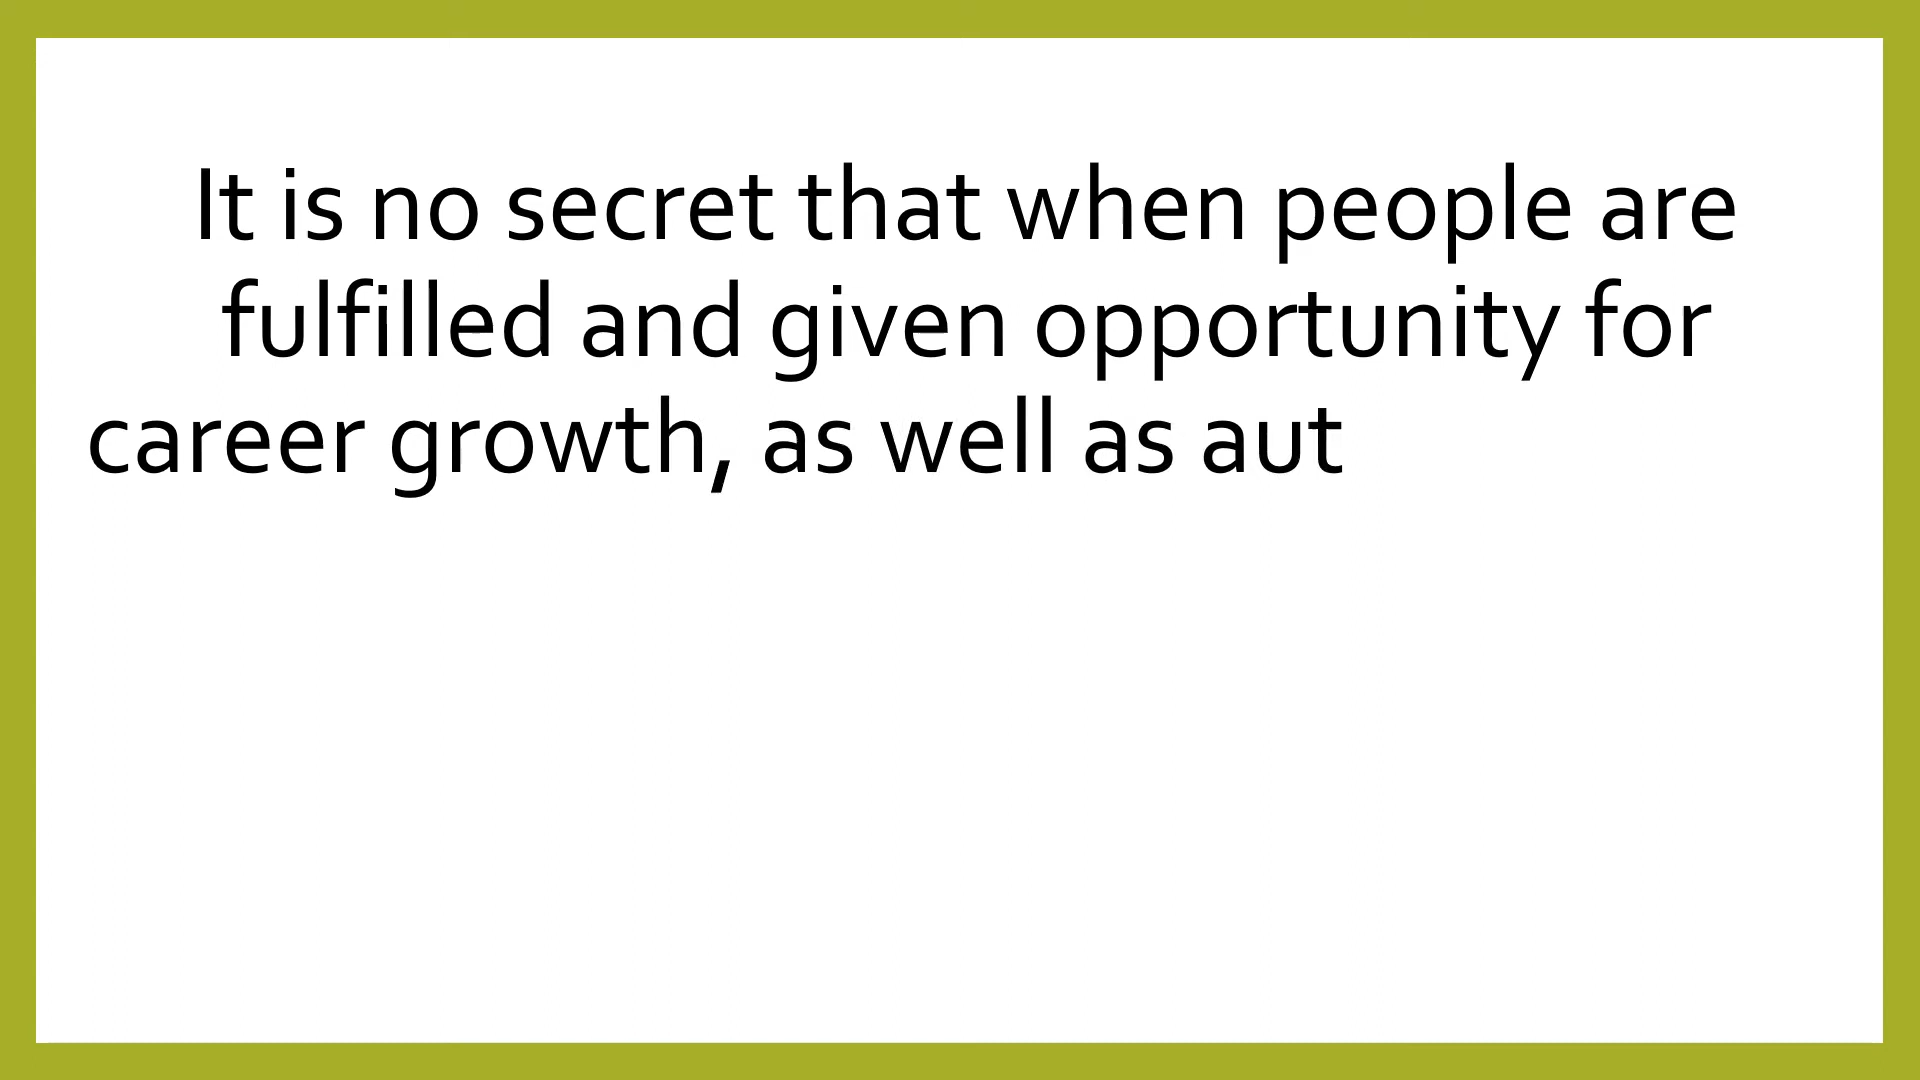 It is no secret that when people are
fulfilled and given opportunity for
career growth, as well as aut